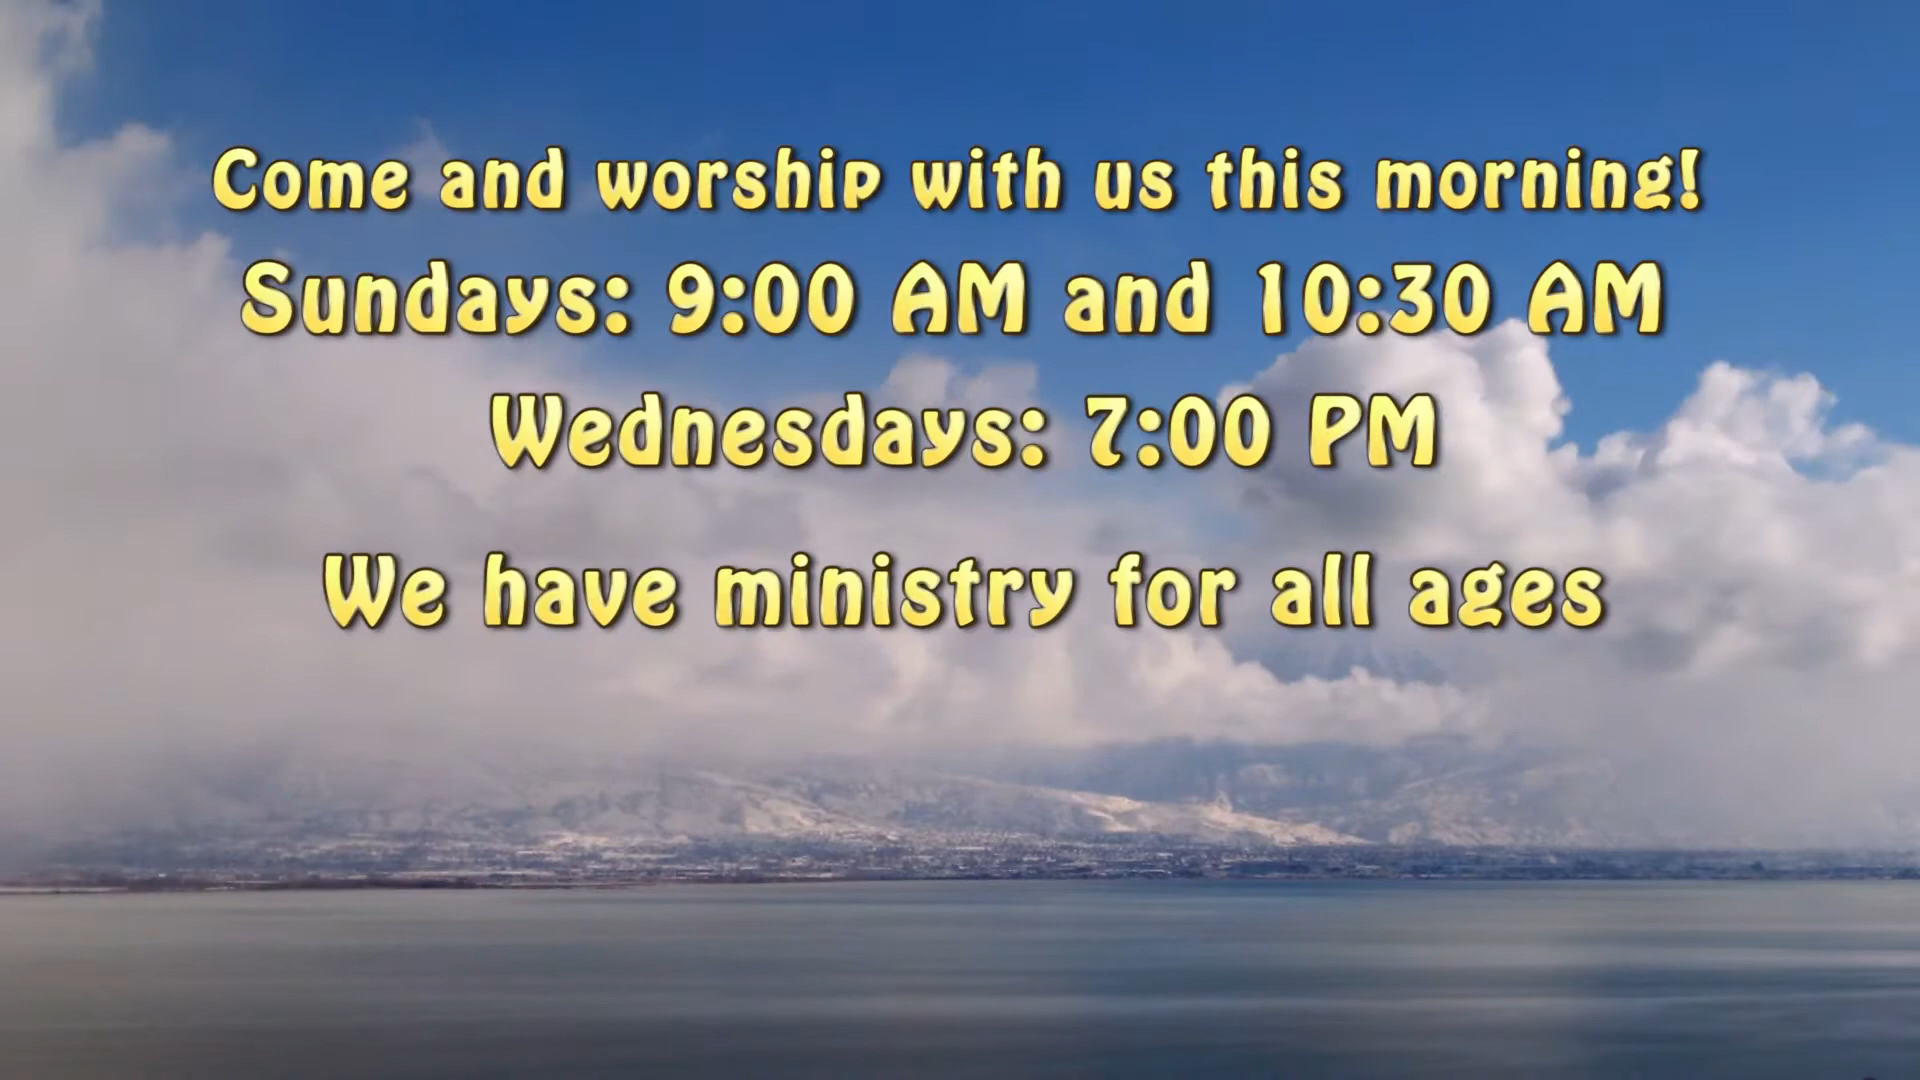 Come and worship with us this morning!
Sundays: 9:00 AM and 10:30 AM
Wednesdays: 7:00 PM
We have ministry for all ages